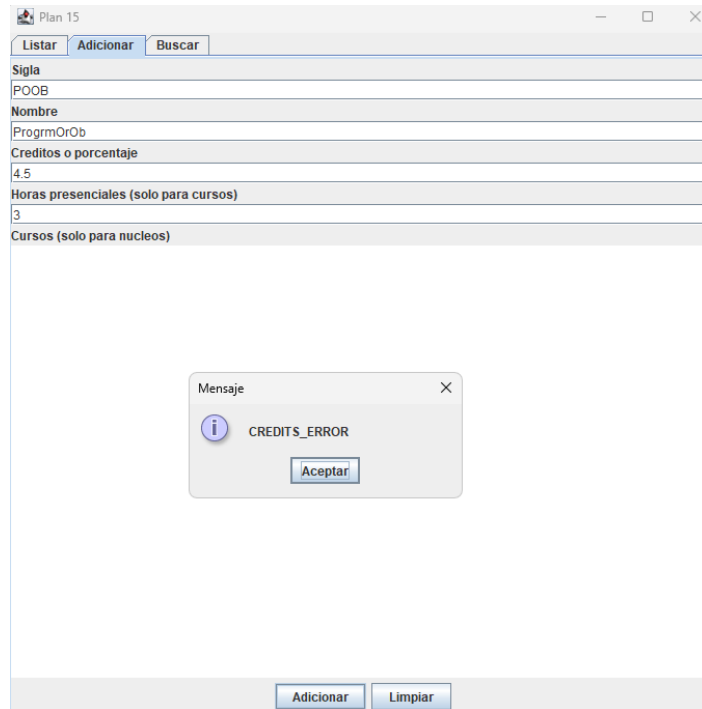 Plan 15
Listar Adicionar Buscar
Sigla
POOB
Nombre
ProgrmOrOb
Creditos o porcentaje
4.5
Horas presenciales (solo para cursos)
3
Cursos (solo para nucleos)
Mensaje
i
CREDITS_ERROR
Aceptar
Adicionar Limpiar